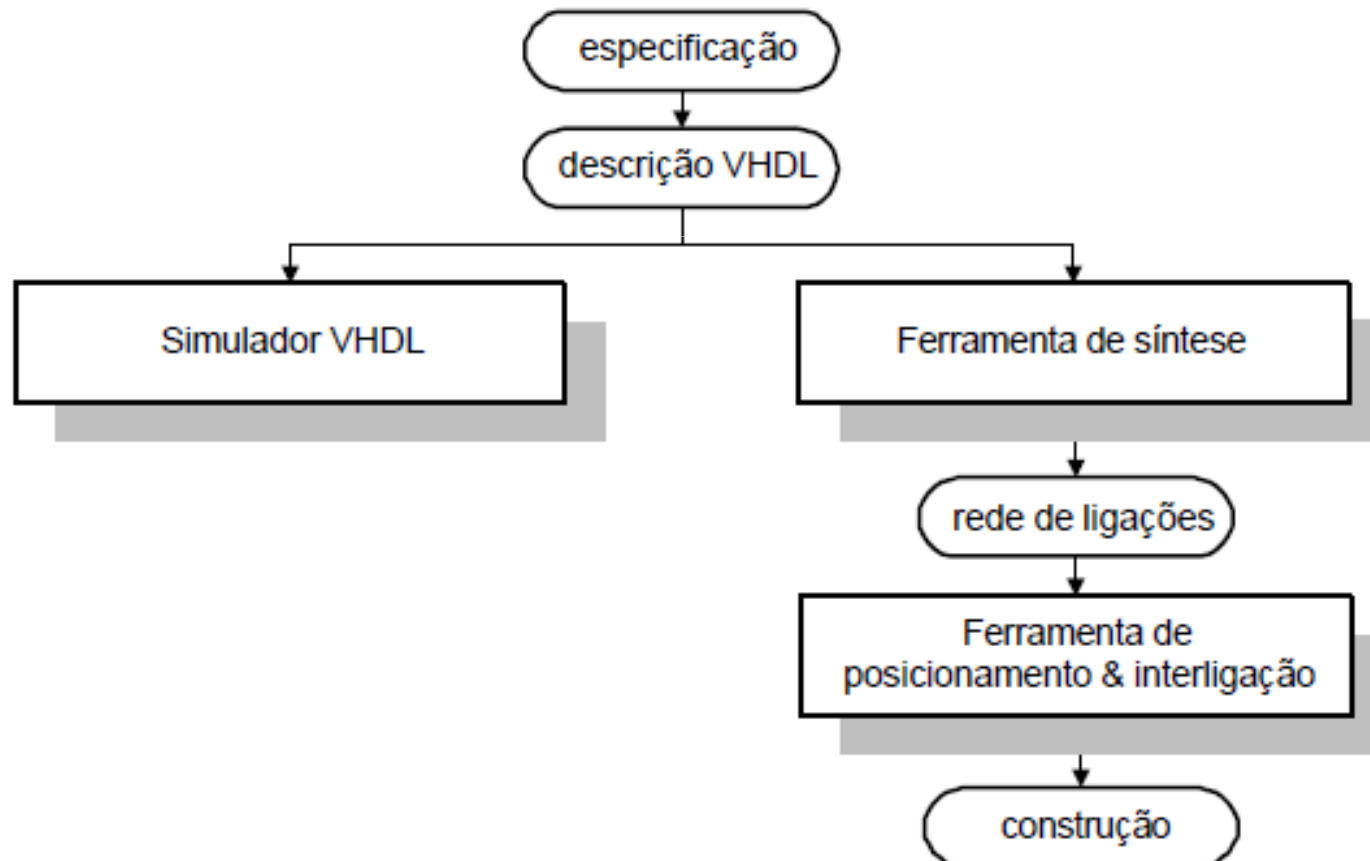 especificação
descrição VHDL
Simulador VHDL
Ferramenta de síntese
rede de ligações
Ferramenta de
posicionamento & interligação
construção